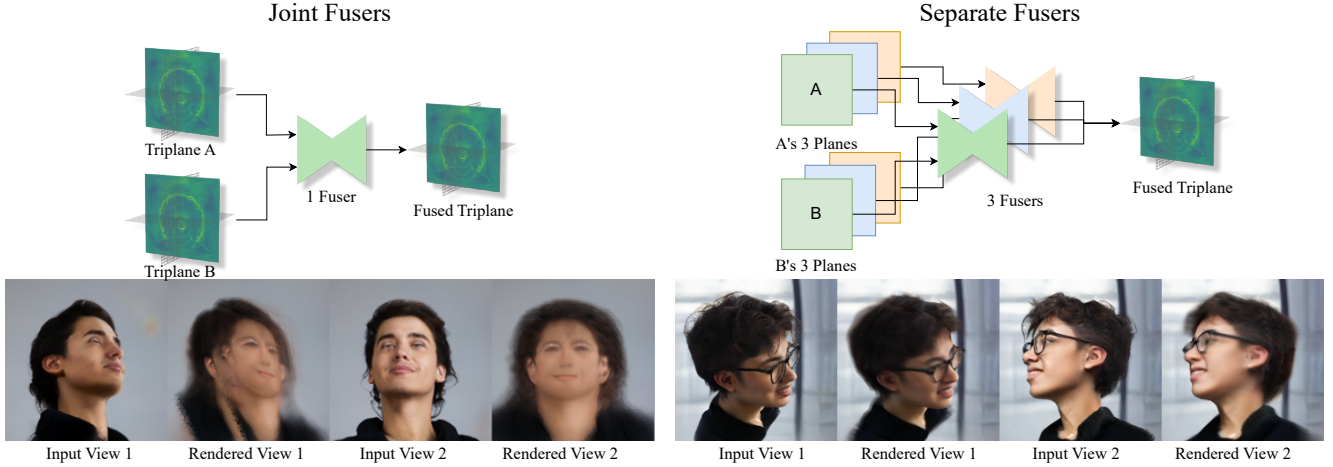 Joint Fusers
Triplane A
Triplane B
1 Fuser
Fused Triplane
Input View 1
Rendered View 1
Input View 2
Rendered View 2
Separate Fusers
A
A's 3 Planes
B
B's 3 Planes
3 Fusers
Fused Triplane
Input View 1
Rendered View 1
Input View 2
Rendered View 2